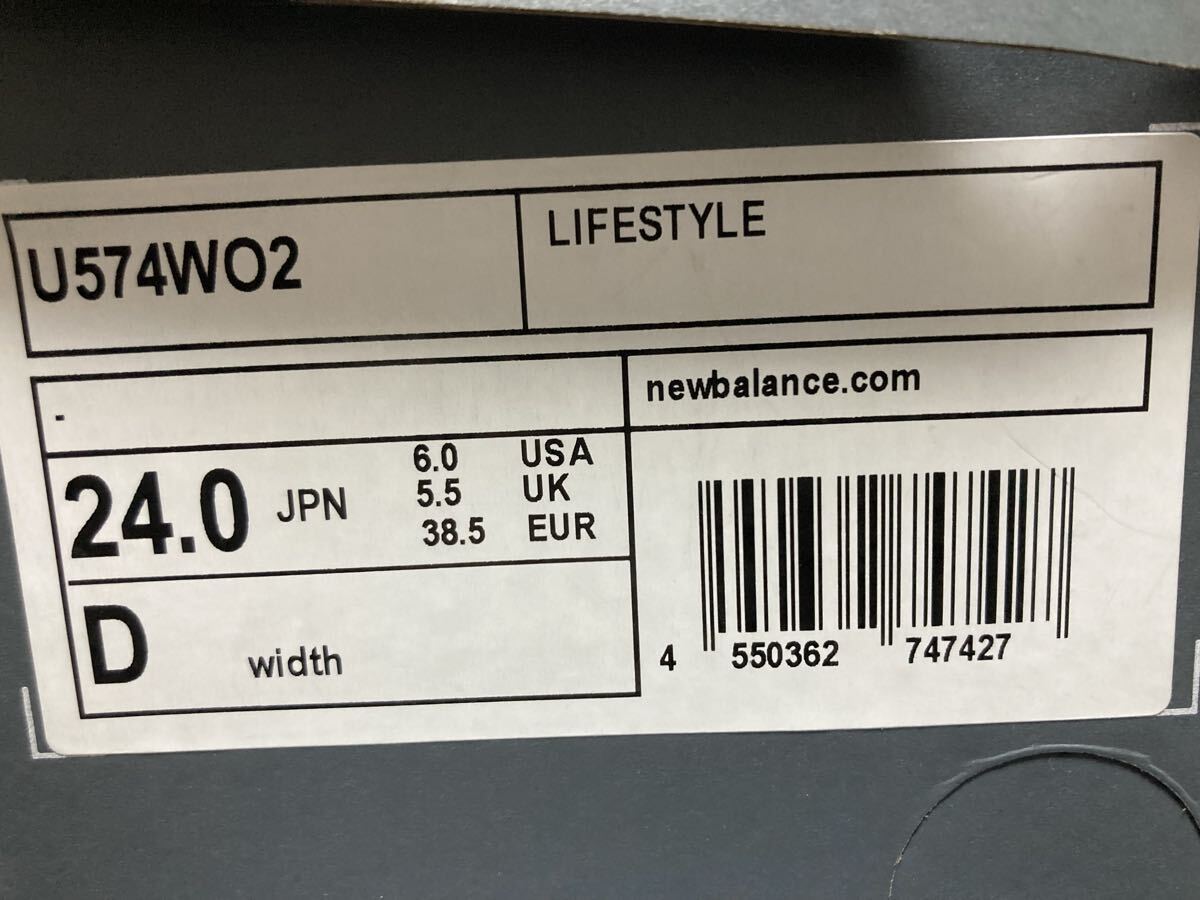 U574WO2
LIFESTYLE
-
newbalance.com
24.0 JPN
6.0 USA
5.5 UK
38.5 EUR
D width
4 550362 747427